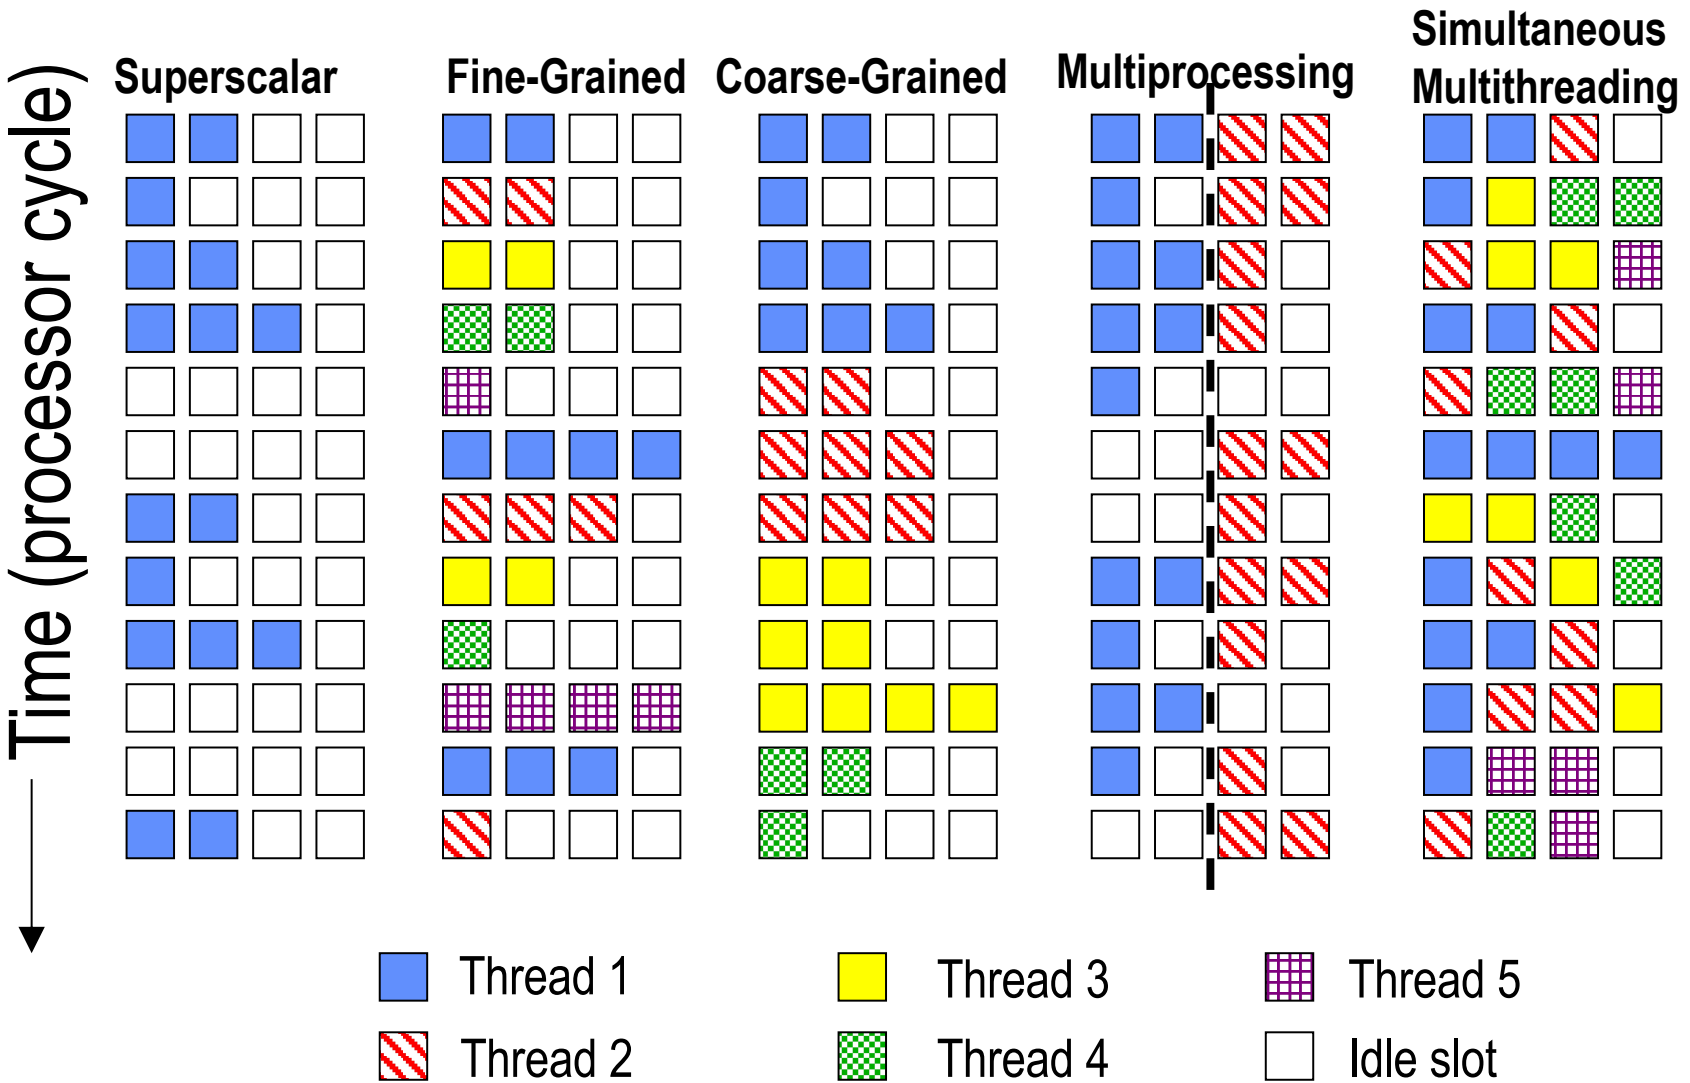 Time (processor cycle)
Superscalar
Fine-Grained
Coarse-Grained
Multiprocessing
Simultaneous
Multithreading
Thread 1
Thread 3
Thread 5
Thread 2
Thread 4
Idle slot